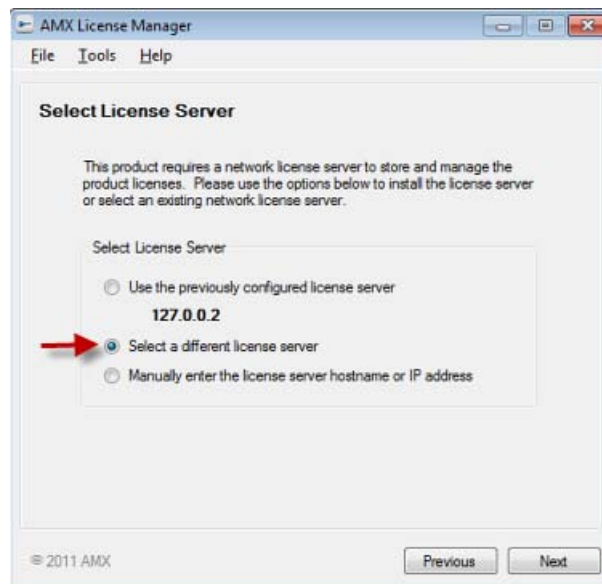 AMX License Manager
File Tools Help
Select License Server
This product requires a network license server to store and manage the
product licenses. Please use the options below to install the license server
or select an existing network license server.
Select License Server
Use the previously configured license server
127.0.0.2
Select a different license server
Manually enter the license server hostname or IP address
© 2011 AMX
Previous Next